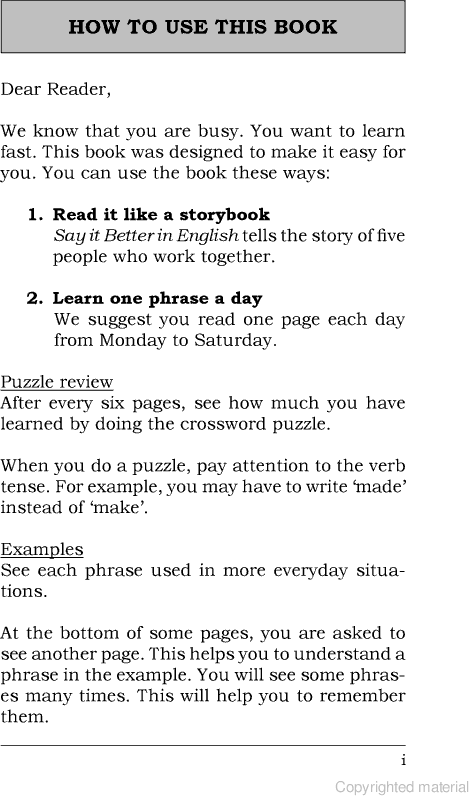 HOW TO USE THIS BOOK
Dear Reader,
We know that you are busy. You want to learn
fast. This book was designed to make it easy for
you. You can use the book these ways:
1. Read it like a storybook
Say it Better in English tells the story of five
people who work together.
2. Learn one phrase a day
We suggest you read one page each day
from Monday to Saturday.
Puzzle review
After every six pages, see how much you have
learned by doing the crossword puzzle.
When you do a puzzle, pay attention to the verb
tense. For example, you may have to write ‘made’
instead of ‘make’.
Examples
See each phrase used in more everyday situa-
tions.
At the bottom of some pages, you are asked to
see another page. This helps you to understand a
phrase in the example. You will see some phras-
es many times. This will help you to remember
them.
i
Copyrighted material